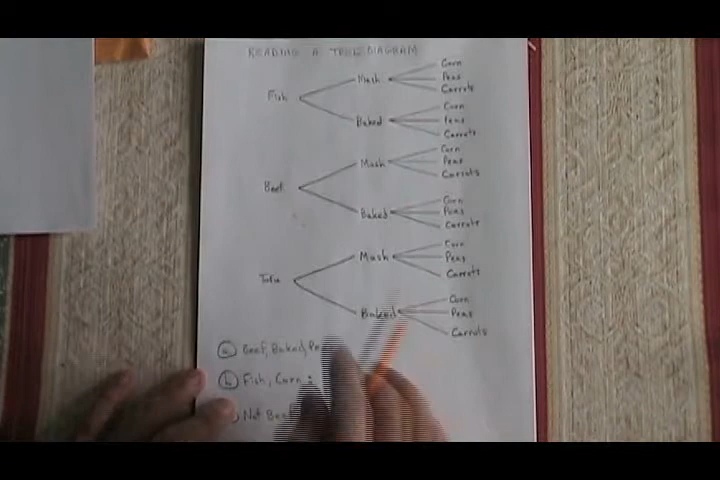 READING A TREE DIAGRAM
Fish
Mash
Corn
Peas
Carrots
Baked
Corn
Peas
Carrots
Beef
Mash
Corn
Peas
Carrots
Baked
Corn
Peas
Carrots
Tofu
Mash
Corn
Peas
Carrots
Baked
Corn
Peas
Carrots
a Beef, Baked,
b Fish, Corn:
Not